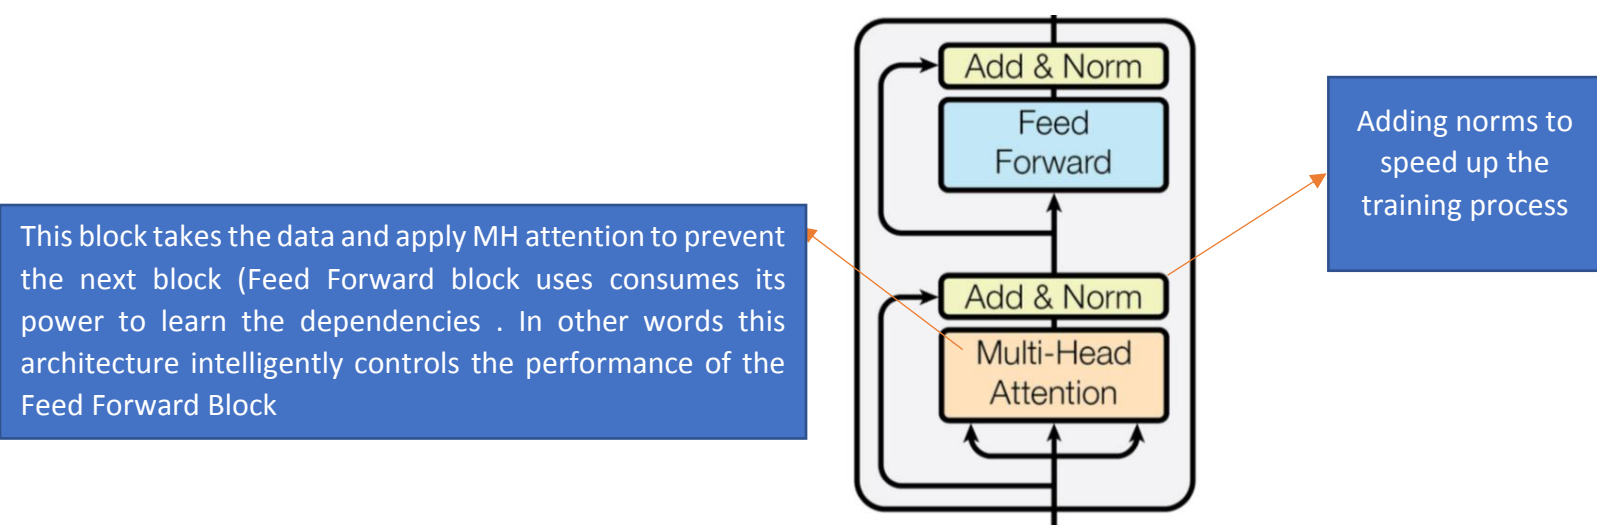 Add & Norm
Feed
Forward
Adding norms to
speed up the
training process
This block takes the data and apply MH attention to prevent
the next block (Feed Forward block uses consumes its
power to learn the dependencies . In other words this
architecture intelligently controls the performance of the
Feed Forward Block
Add & Norm
Multi-Head
Attention